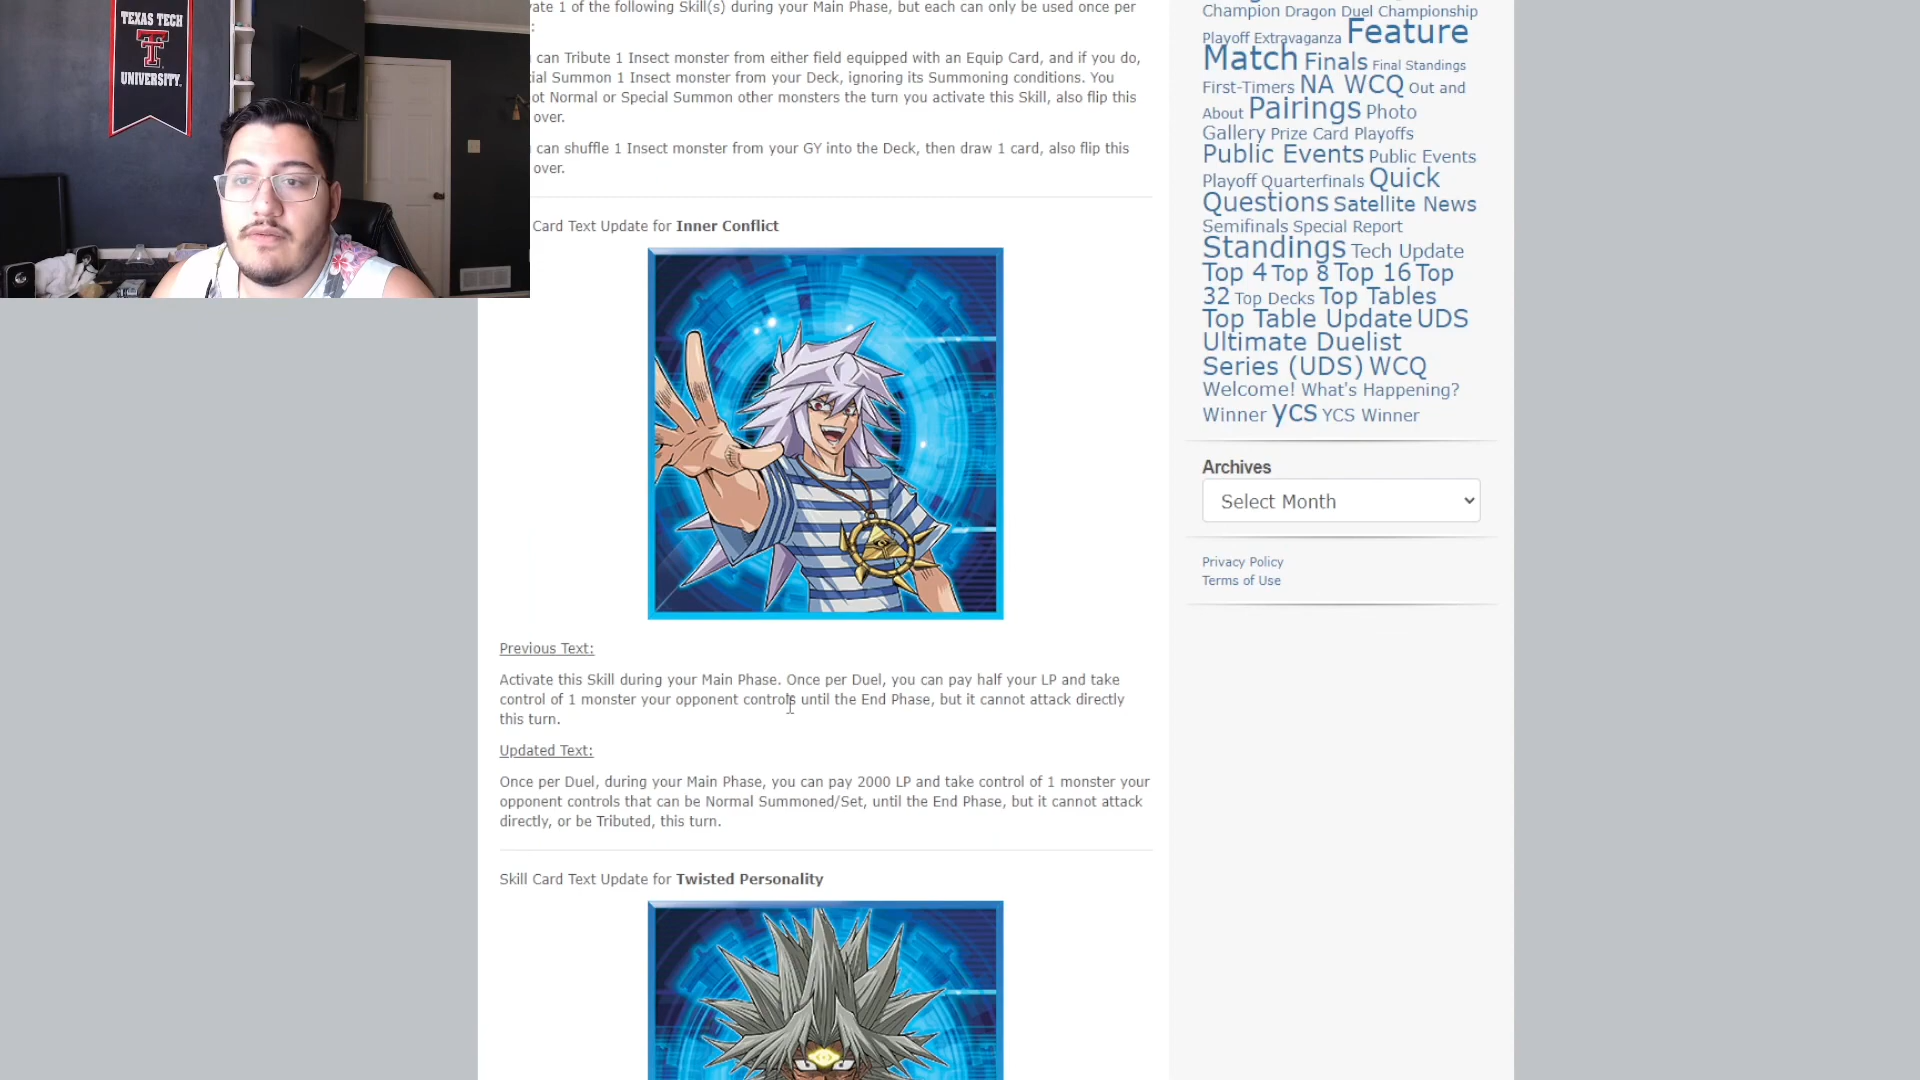 TEXAS TECH
UNIVERSITY
ate 1 of the following Skill(s) during your Main Phase, but each can only be used once per
:
can Tribute 1 Insect monster from either field equipped with an Equip Card, and if you do,
ial Summon 1 Insect monster from your Deck, ignoring its Summoning conditions. You
ot Normal or Special Summon other monsters the turn you activate this Skill, also flip this
over.
can shuffle 1 Insect monster from your GY into the Deck, then draw 1 card, also flip this
over.
Card Text Update for Inner Conflict
Previous Text:
Activate this Skill during your Main Phase. Once per Duel, you can pay half your LP and take
control of 1 monster your opponent controls until the End Phase, but it cannot attack directly
this turn.
Updated Text:
Once per Duel, during your Main Phase, you can pay 2000 LP and take control of 1 monster your
opponent controls that can be Normal Summoned/Set, until the End Phase, but it cannot attack
directly, or be Tributed, this turn.
Skill Card Text Update for Twisted Personality
Champion Dragon Duel Championship
Playoff Extravaganza Feature
Match Finals Final Standings
First-Timers NA WCQ Out and
About Pairings Photo
Gallery Prize Card Playoffs
Public Events Public Events
Playoff Quarterfinals Quick
Questions Satellite News
Semifinals Special Report
Standings Tech Update
Top 4 Top 8 Top 16 Top
32 Top Decks Top Tables
Top Table Update UDS
Ultimate Duelist
Series (UDS) WCQ
Welcome! What's Happening?
Winner ycs YCS Winner
Archives
Select Month
Privacy Policy
Terms of Use